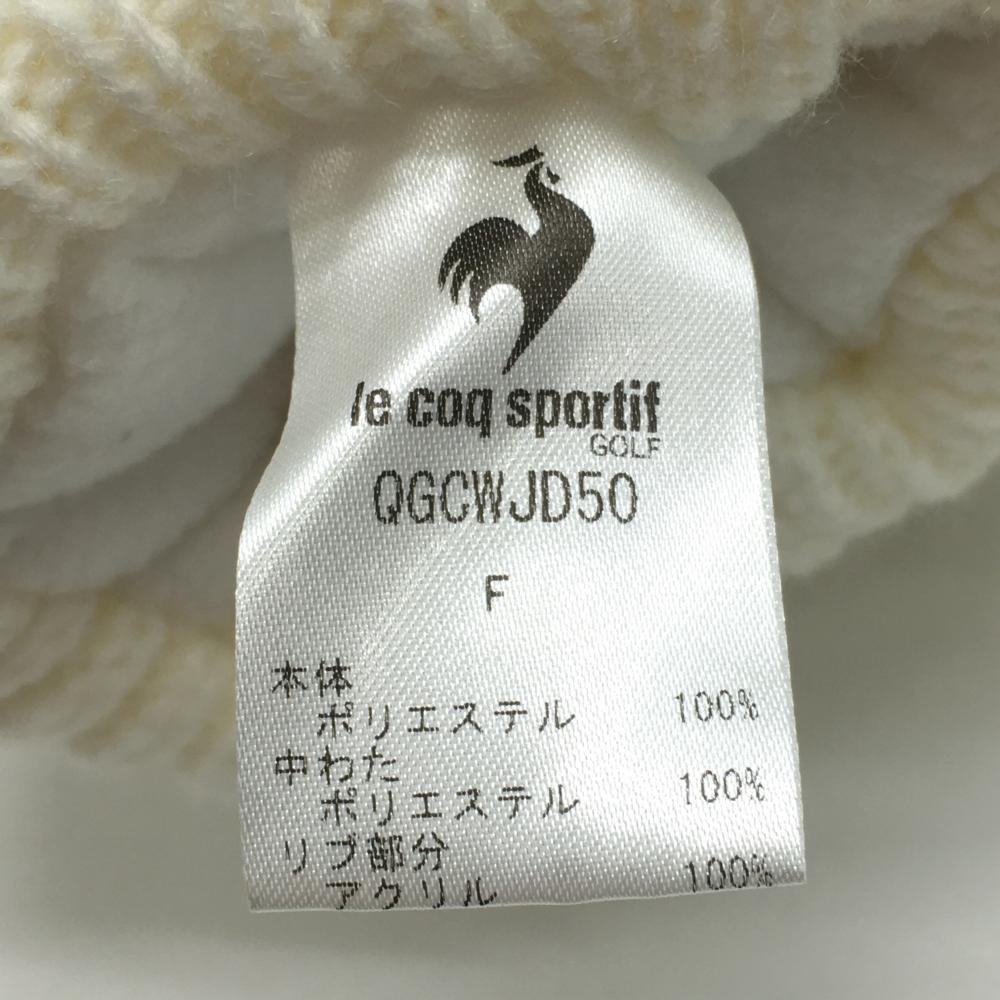 le coq sportif
GOLF
QGCWJD50
F
本体
ポリエステル 100%
中わた
ポリエステル 100%
リブ部分
アクリル 100%